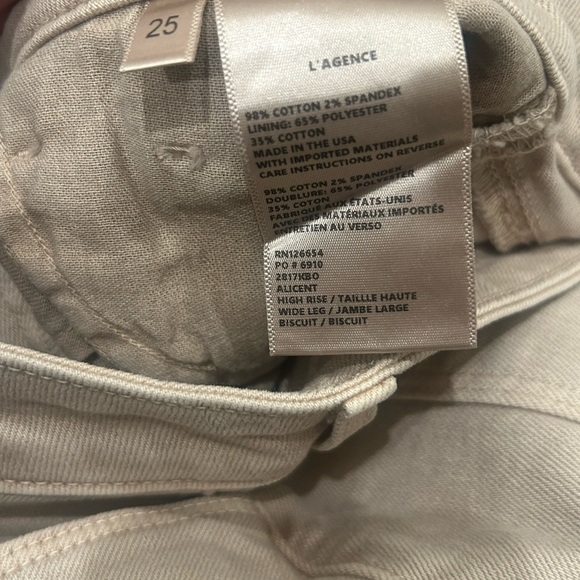 25
L'AGENCE
98% COTTON 2% SPANDEX
LINING: 65% POLYESTER
35% COTTON
MADE IN THE USA
WITH IMPORTED MATERIALS
CARE INSTRUCTIONS ON REVERSE
98% COTTON 2% SPANDEX
DOUBLURE: 65% POLYESTER
35% COTON
FABRIQUÉ AUX ÉTATS-UNIS
AVEC DES MATÉRIAUX IMPORTÉS
ENTRETIEN AU VERSO
RN126654
PO # 6910
2817KBO
ALICENT
HIGH RISE / TAILLLE HAUTE
WIDE LEG / JAMBE LARGE
BISCUIT / BISCUIT